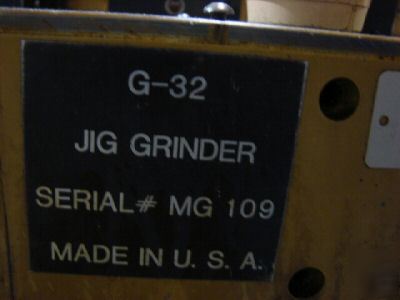 G-32
JIG GRINDER
SERIAL# MG 109
MADE IN U. S. A.